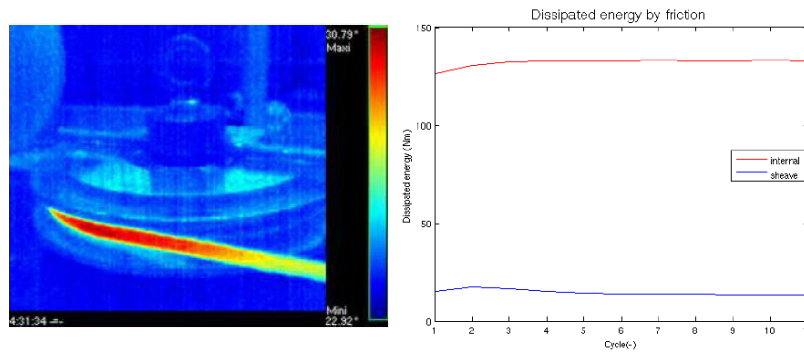 30.79°
Maxi
Mini
22.92°
4:31:34 -=-
Dissipated energy by friction
Dissipated energy (Nm)
150
100
50
0
internal
sheave
1 2 3 4 5 6 7 8 9 10
Cycle(-)